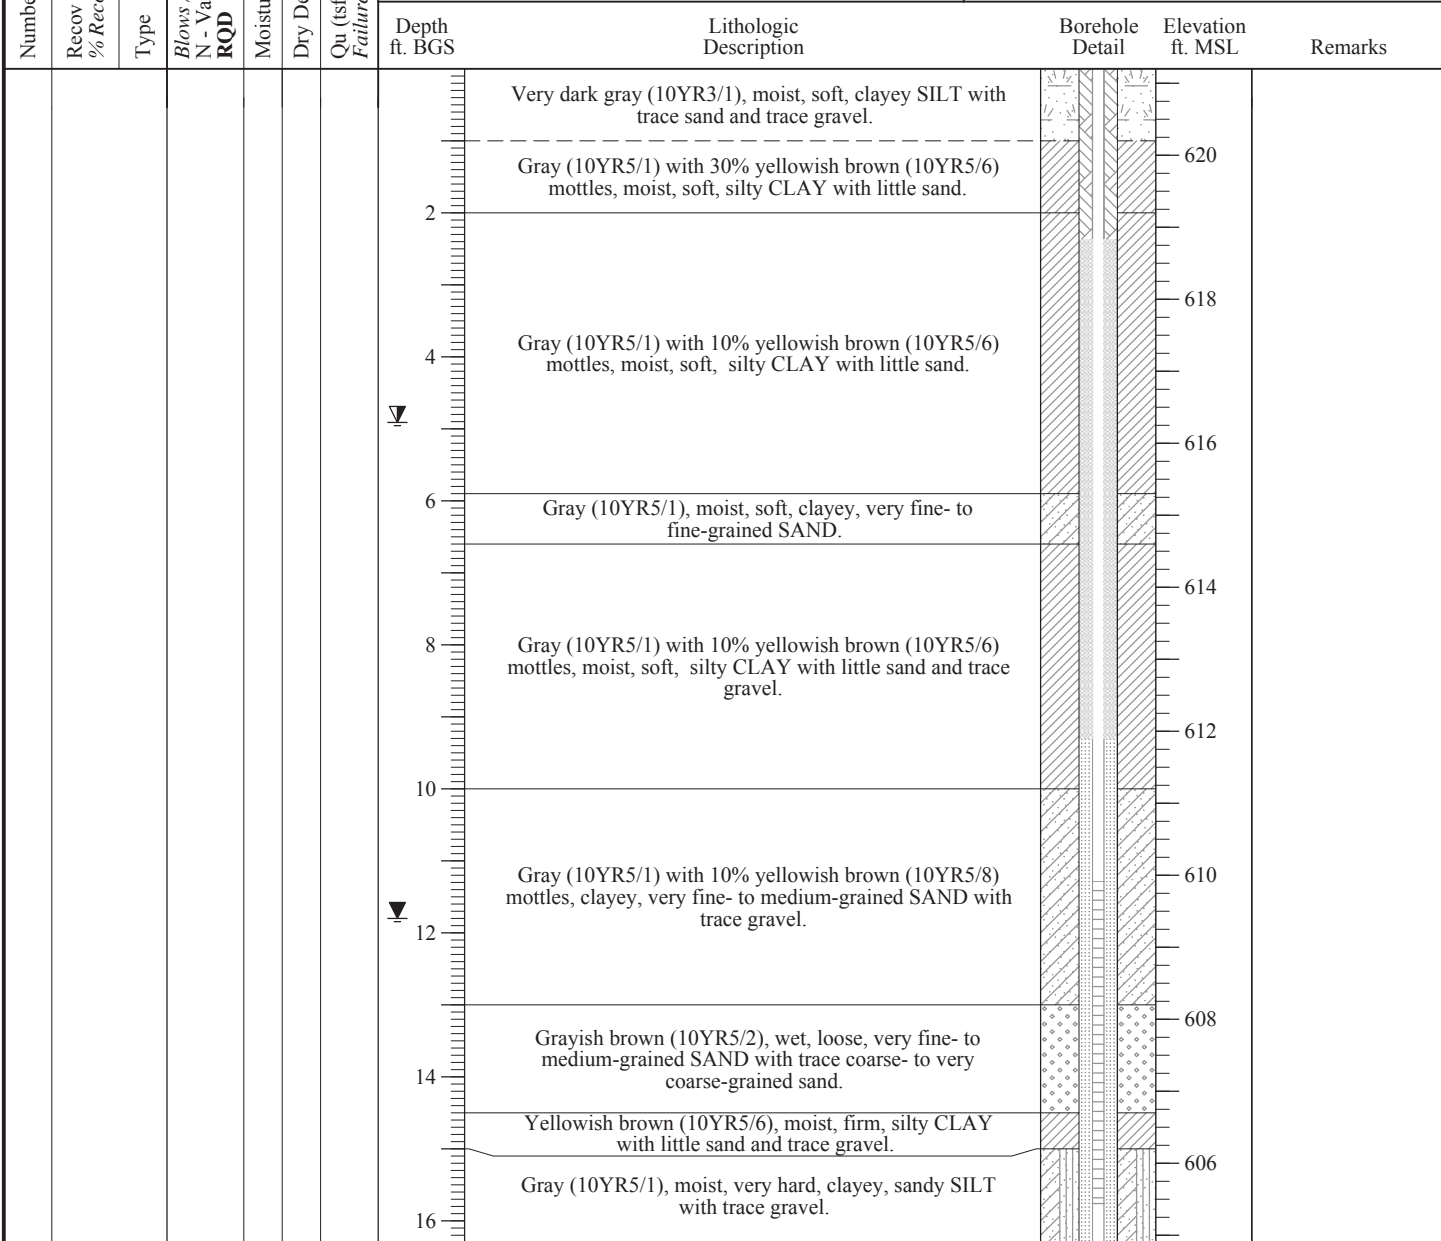 Number
Recov
% Reco
Type
Blows
N - Va
RQD
Moistu
Dry De
Qu (tsf
Failure
Depth
ft. BGS
Lithologic
Description
Borehole
Detail
Elevation
ft. MSL
Remarks
Very dark gray (10YR3/1), moist, soft, clayey SILT with
trace sand and trace gravel.
620
Gray (10YR5/1) with 30% yellowish brown (10YR5/6)
mottles, moist, soft, silty CLAY with little sand.
2
618
Gray (10YR5/1) with 10% yellowish brown (10YR5/6)
mottles, moist, soft, silty CLAY with little sand.
4
616
6
Gray (10YR5/1), moist, soft, clayey, very fine- to
fine-grained SAND.
614
8
Gray (10YR5/1) with 10% yellowish brown (10YR5/6)
mottles, moist, soft, silty CLAY with little sand and trace
gravel.
612
10
610
Gray (10YR5/1) with 10% yellowish brown (10YR5/8)
mottles, clayey, very fine- to medium-grained SAND with
trace gravel.
12
608
Grayish brown (10YR5/2), wet, loose, very fine- to
medium-grained SAND with trace coarse- to very
coarse-grained sand.
14
Yellowish brown (10YR5/6), moist, firm, silty CLAY
with little sand and trace gravel.
606
Gray (10YR5/1), moist, very hard, clayey, sandy SILT
with trace gravel.
16